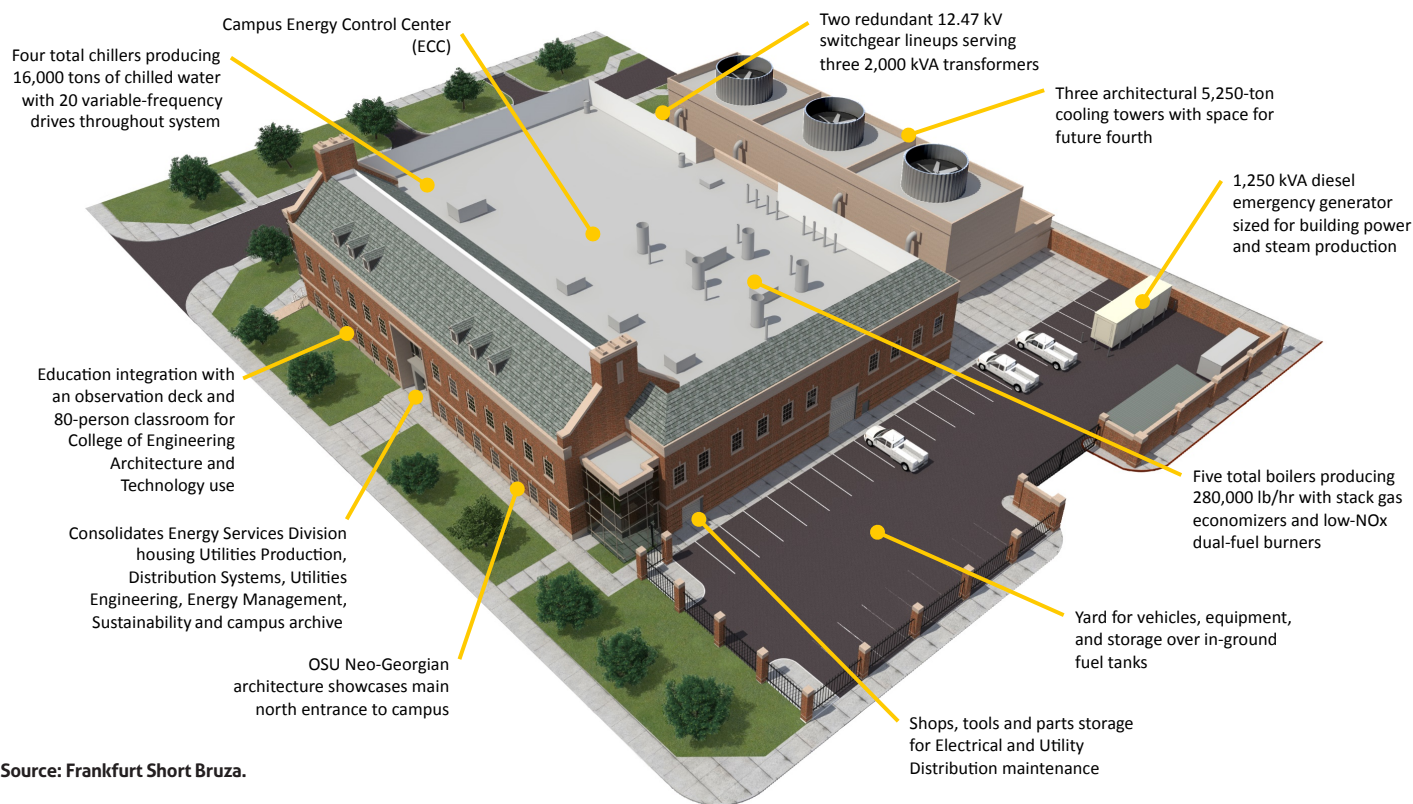 Campus Energy Control Center
(ECC)
Two redundant 12.47 kV
switchgear lineups serving
three 2,000 kVA transformers
Four total chillers producing
16,000 tons of chilled water
with 20 variable-frequency
drives throughout system
Three architectural 5,250-ton
cooling towers with space for
future fourth
1,250 kVA diesel
emergency generator
sized for building power
and steam production
Education integration with
an observation deck and
80-person classroom for
College of Engineering
Architecture and
Technology use
Five total boilers producing
280,000 lb/hr with stack gas
economizers and low-NOx
dual-fuel burners
Consolidates Energy Services Division
housing Utilities Production,
Distribution Systems, Utilities
Engineering, Energy Management,
Sustainability and campus archive
Yard for vehicles, equipment,
and storage over in-ground
fuel tanks
OSU Neo-Georgian
architecture showcases main
north entrance to campus
Shops, tools and parts storage
for Electrical and Utility
Distribution maintenance
Source: Frankfurt Short Bruza.